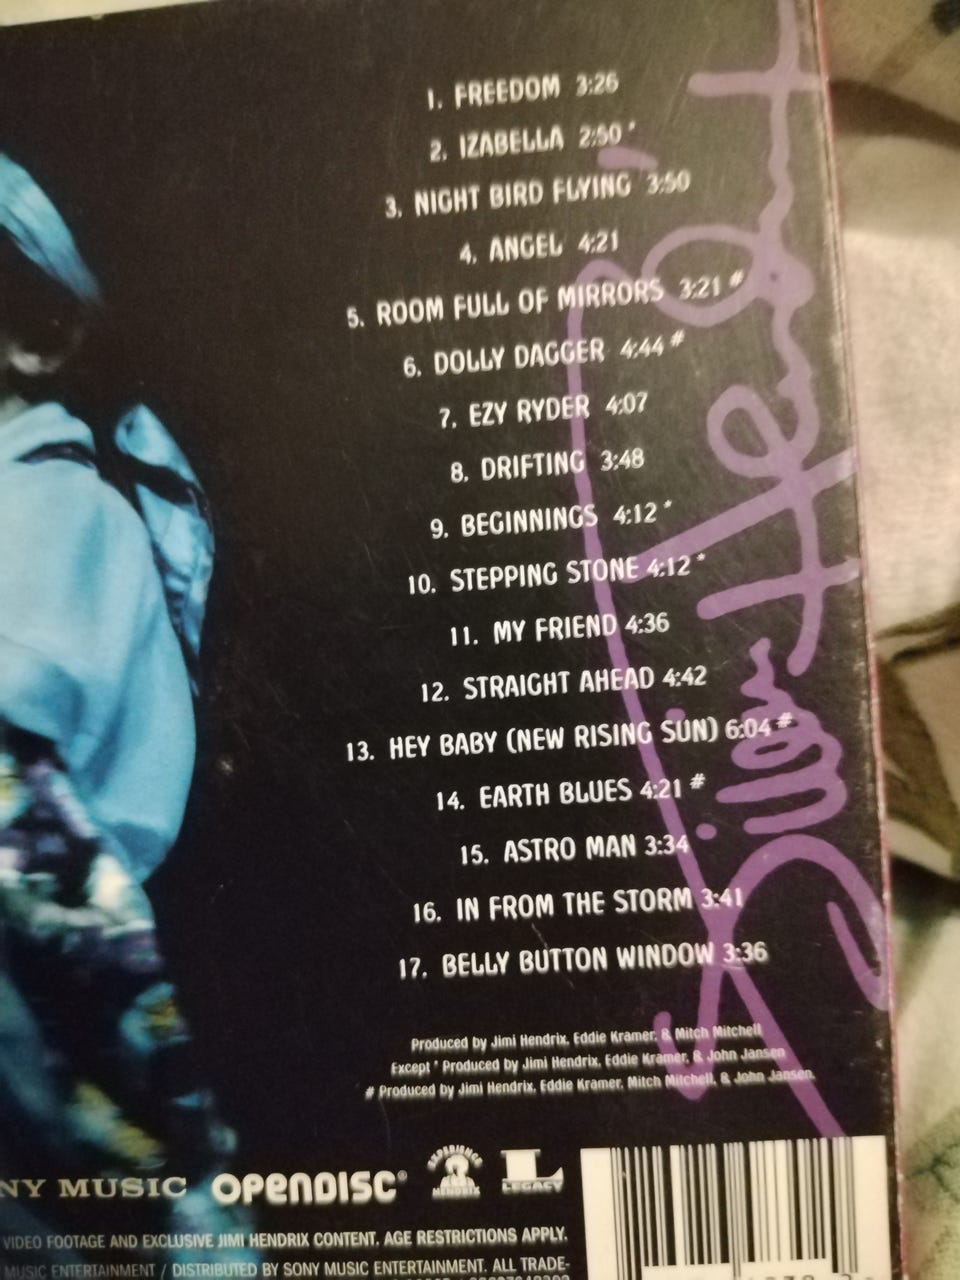 1. FREEDOM 3:26
2. IZABELLA 2:50 *
3. NIGHT BIRD FLYING 3:50
4. ANGEL 4:21
5. ROOM FULL OF MIRRORS 3:21 #
6. DOLLY DAGGER 4:44 #
7. EZY RYDER 4:07
8. DRIFTING 3:48
9. BEGINNINGS 4:12 *
10. STEPPING STONE 4:12 *
11. MY FRIEND 4:36
12. STRAIGHT AHEAD 4:42
13. HEY BABY (NEW RISING SUN) 6:04 #
14. EARTH BLUES 4:21 #
15. ASTRO MAN 3:34
16. IN FROM THE STORM 3:41
17. BELLY BUTTON WINDOW 3:36
Jimi Hendrix
Produced by Jimi Hendrix, Eddie Kramer, & Mitch Mitchell
Except * Produced by Jimi Hendrix, Eddie Kramer, & John Jansen
# Produced by Jimi Hendrix, Eddie Kramer, Mitch Mitchell, & John Jansen.
NY MUSIC OPENDISC® EXPERIENCE HENDRIX L LEGACY
VIDEO FOOTAGE AND EXCLUSIVE JIMI HENDRIX CONTENT. AGE RESTRICTIONS APPLY.
MUSIC ENTERTAINMENT / DISTRIBUTED BY SONY MUSIC ENTERTAINMENT. ALL TRADE-